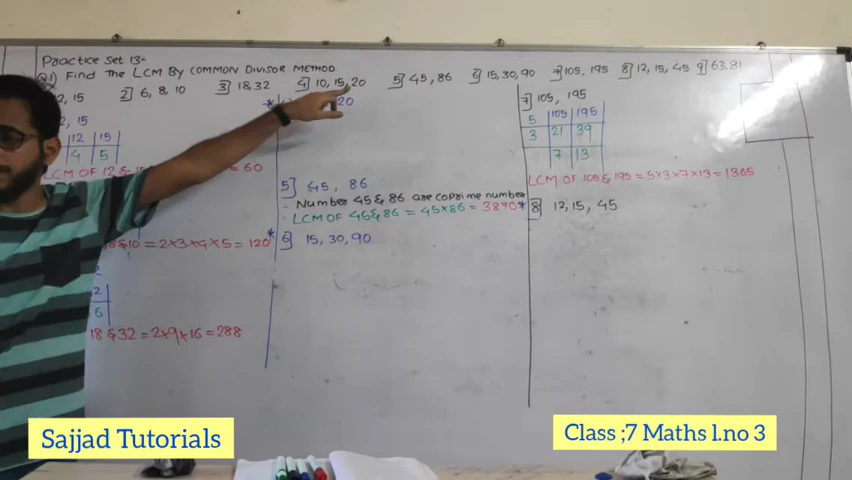 Practice Set 13:-
Q.1) Find the LCM By COMMON DIVISOR METHOD
2, 15 2] 6, 8, 10 3] 18,32 4] 10, 15, 20 5] 45, 86 6] 15, 30, 90 7] 105, 195 8] 12, 15, 45 9] 63,81
2, 15
12 15
4 5
LCM OF 12 & = 60
&10 = 2×3×4×5 = 120
2
2
6
18 & 32 = 2×9×16 = 288
20
5] 45, 86
∴ Number 45 & 86 are coprime number
∴ LCM OF 45 & 86 = 45×86 = 3870
6] 15, 30, 90
7] 105, 195
5 105 195
3 21 39
7 13
LCM OF 105 & 195 = 5×3×7×13 = 1365
8] 12, 15, 45
Sajjad Tutorials
Class ;7 Maths l.no 3